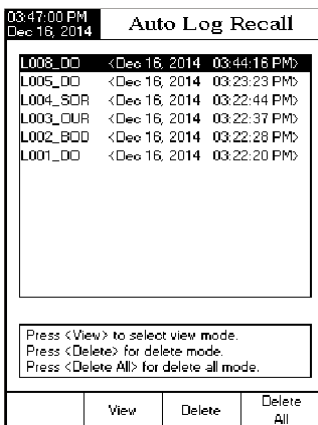 03:47:00 PM
Dec 16, 2014
Auto Log Recall
L006_DO <Dec 16, 2014 03:44:16 PM>
L005_DO <Dec 16, 2014 03:23:23 PM>
L004_SOR <Dec 16, 2014 03:22:44 PM>
L003_OUR <Dec 16, 2014 03:22:37 PM>
L002_BOD <Dec 16, 2014 03:22:28 PM>
L001_DO <Dec 16, 2014 03:22:20 PM>
Press <View> to select view mode.
Press <Delete> for delete mode.
Press <Delete All> for delete all mode.
View
Delete
Delete
All